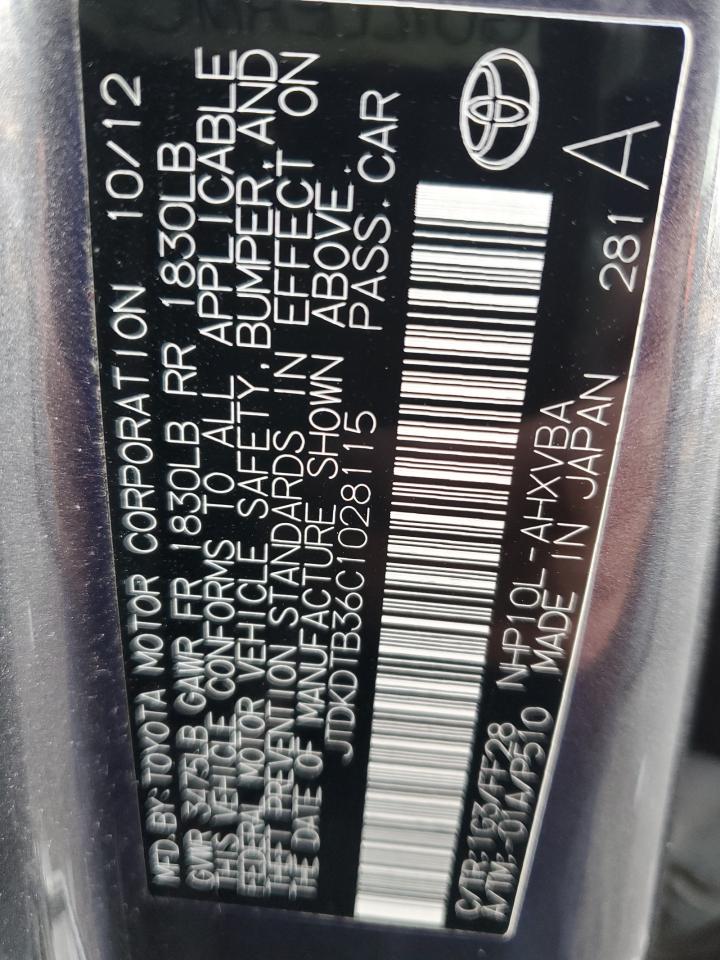 MFD.BY:TOYOTA MOTOR CORPORATION 10/12
GVWR 3475LB GAWR FR 1830LB RR 1830LB
THIS VEHICLE CONFORMS TO ALL APPLICABLE
FEDERAL MOTOR VEHICLE SAFETY, BUMPER, AND
THEFT PREVENTION STANDARDS IN EFFECT ON
THE DATE OF MANUFACTURE SHOWN ABOVE.
JTDKDTB36C1028115 PASS.CAR
C/TR:1G3/FF28 NHP10L-AHXVBA
A/TM:-01A/P510 MADE IN JAPAN 281 A